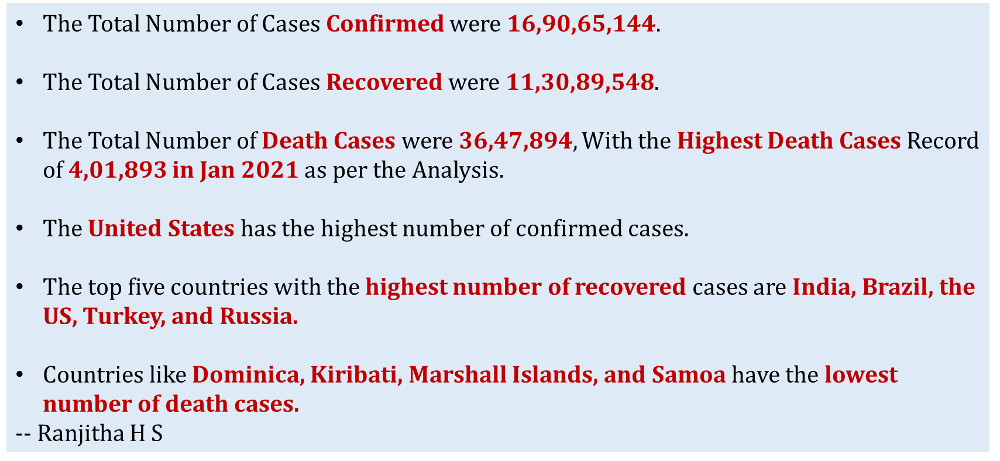 • The Total Number of Cases Confirmed were 16,90,65,144.
• The Total Number of Cases Recovered were 11,30,89,548.
• The Total Number of Death Cases were 36,47,894, With the Highest Death Cases Record
of 4,01,893 in Jan 2021 as per the Analysis.
• The United States has the highest number of confirmed cases.
• The top five countries with the highest number of recovered cases are India, Brazil, the
US, Turkey, and Russia.
• Countries like Dominica, Kiribati, Marshall Islands, and Samoa have the lowest
number of death cases.
-- Ranjitha H S